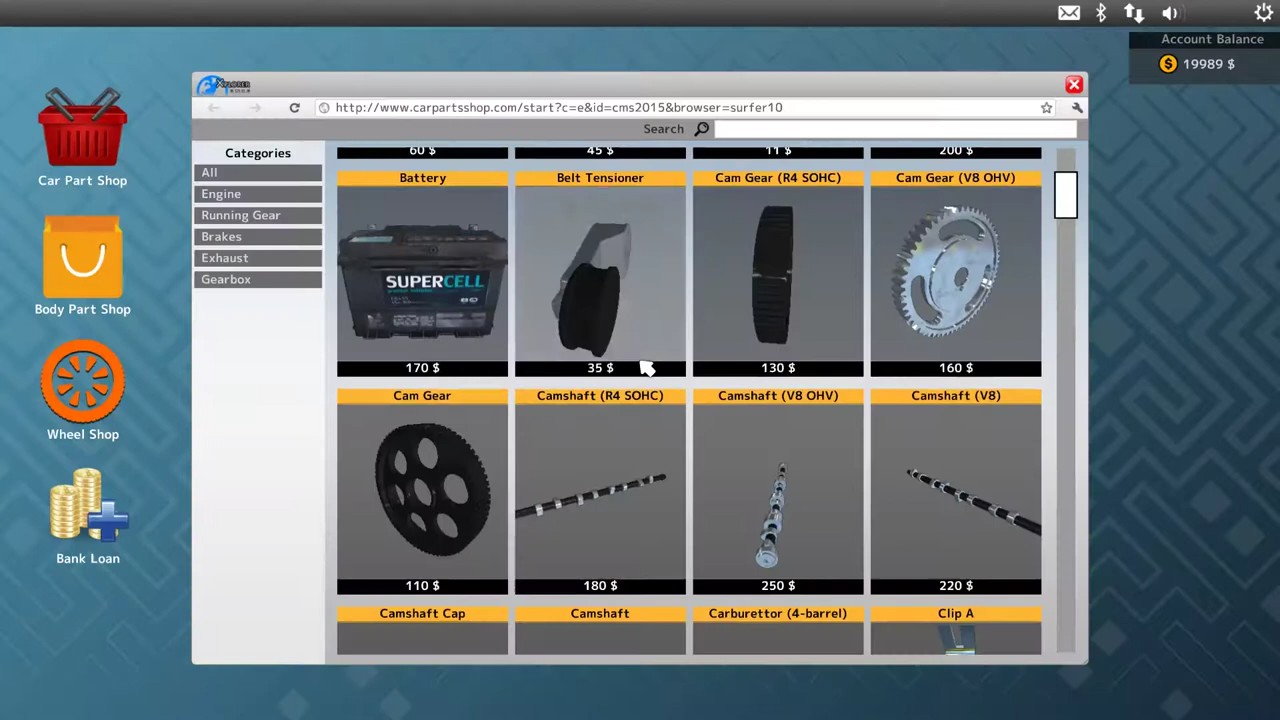 Account Balance
19989 $
XPLORER
http://www.carpartsshop.com/start?c=e&id=cms2015&browser=surfer10
Search
Categories
All
Engine
Running Gear
Brakes
Exhaust
Gearbox
Car Part Shop
Body Part Shop
Wheel Shop
Bank Loan
60 $ 45 $ 11 $ 200 $
Battery Belt Tensioner Cam Gear (R4 SOHC) Cam Gear (V8 OHV)
SUPERCELL
170 $ 35 $ 130 $ 160 $
Cam Gear Camshaft (R4 SOHC) Camshaft (V8 OHV) Camshaft (V8)
110 $ 180 $ 250 $ 220 $
Camshaft Cap Camshaft Carburettor (4-barrel) Clip A